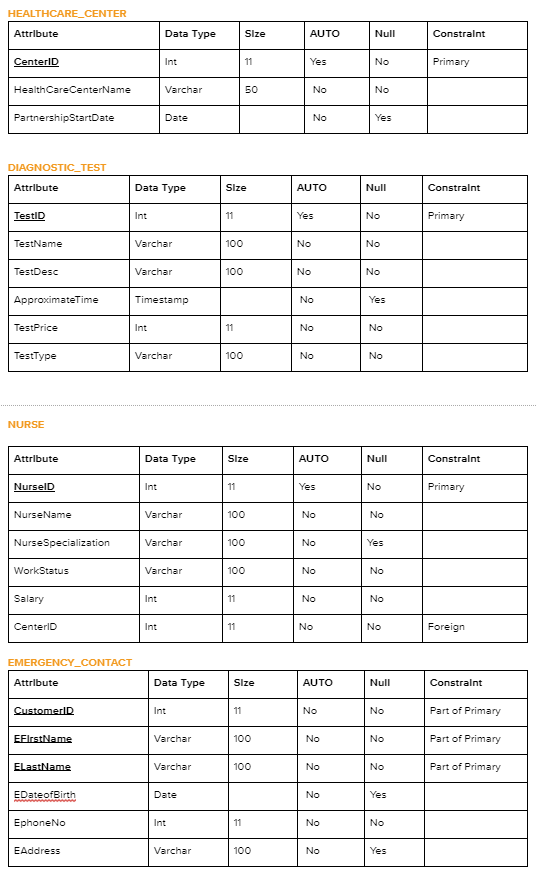 HEALTHCARE_CENTER
Attribute Data Type Size AUTO Null Constraint
CenterID Int 11 Yes No Primary
HealthCareCenterName Varchar 50 No No
PartnershipStartDate Date No Yes
DIAGNOSTIC_TEST
Attribute Data Type Size AUTO Null Constraint
TestID Int 11 Yes No Primary
TestName Varchar 100 No No
TestDesc Varchar 100 No No
ApproximateTime Timestamp No Yes
TestPrice Int 11 No No
TestType Varchar 100 No No
NURSE
Attribute Data Type Size AUTO Null Constraint
NurseID Int 11 Yes No Primary
NurseName Varchar 100 No No
NurseSpecialization Varchar 100 No Yes
WorkStatus Varchar 100 No No
Salary Int 11 No No
CenterID Int 11 No No Foreign
EMERGENCY_CONTACT
Attribute Data Type Size AUTO Null Constraint
CustomerID Int 11 No No Part of Primary
EFirstName Varchar 100 No No Part of Primary
ELastName Varchar 100 No No Part of Primary
EDateofBirth Date No Yes
EphoneNo Int 11 No No
EAddress Varchar 100 No Yes